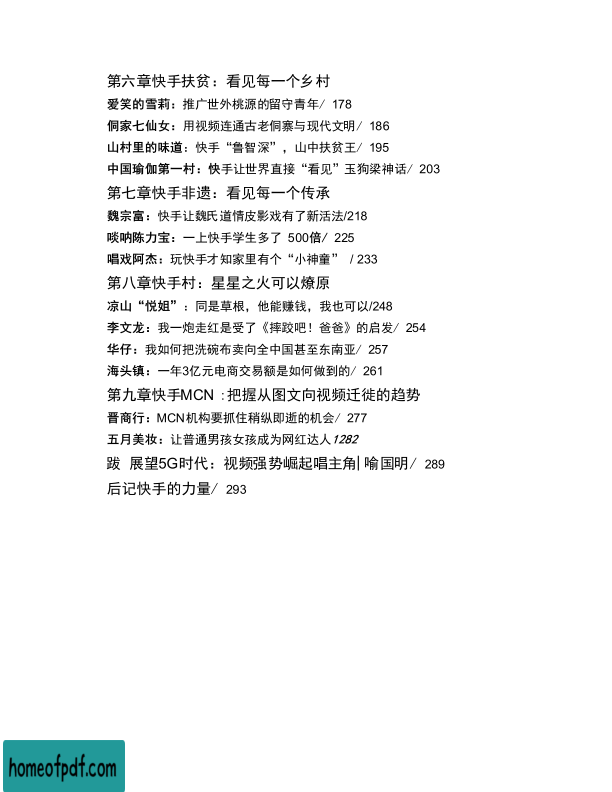 第六章快手扶贫：看见每一个乡村
爱笑的雪莉：推广世外桃源的留守青年/ 178
侗家七仙女：用视频连通古老侗寨与现代文明/ 186
山村里的味道：快手“鲁智深”，山中扶贫王/ 195
中国瑜伽第一村：快手让世界直接“看见”玉狗梁神话/ 203
第七章快手非遗：看见每一个传承
魏宗富：快手让魏氏道情皮影戏有了新活法/218
唢呐陈力宝：一上快手学生多了 500倍/ 225
唱戏阿杰：玩快手才知家里有个“小神童” / 233
第八章快手村：星星之火可以燎原
凉山“悦姐”：同是草根，他能赚钱，我也可以/248
李文龙：我一炮走红是受了《摔跤吧！爸爸》的启发/ 254
华仔：我如何把洗碗布卖向全中国甚至东南亚/ 257
海头镇：一年3亿元电商交易额是如何做到的/ 261
第九章快手MCN：把握从图文向视频迁徙的趋势
晋商行：MCN机构要抓住稍纵即逝的机会/ 277
五月美妆：让普通男孩女孩成为网红达人1282
跋 展望5G时代：视频强势崛起唱主角| 喻国明/ 289
后记快手的力量/ 293
homeofpdf.com